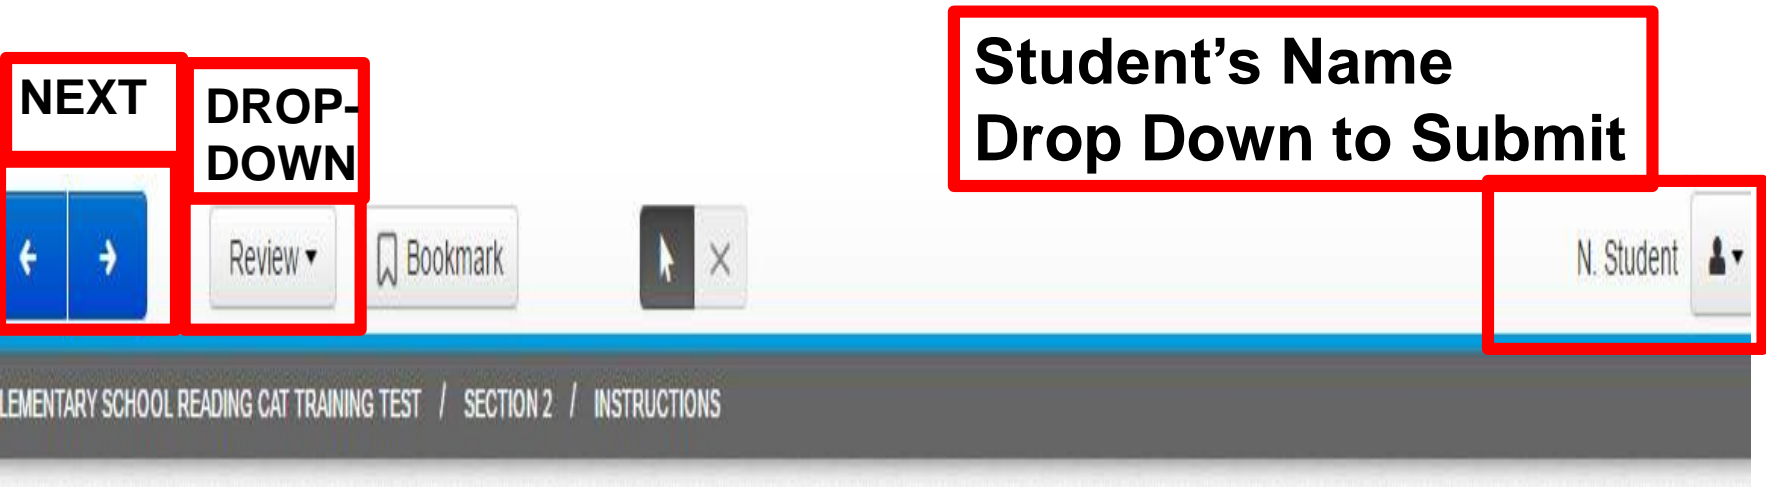 Student's Name
Drop Down to Submit
NEXT
DROP-
DOWN
Review
Bookmark
N. Student
LEMENTARY SCHOOL READING CAT TRAINING TEST / SECTION 2 / INSTRUCTIONS